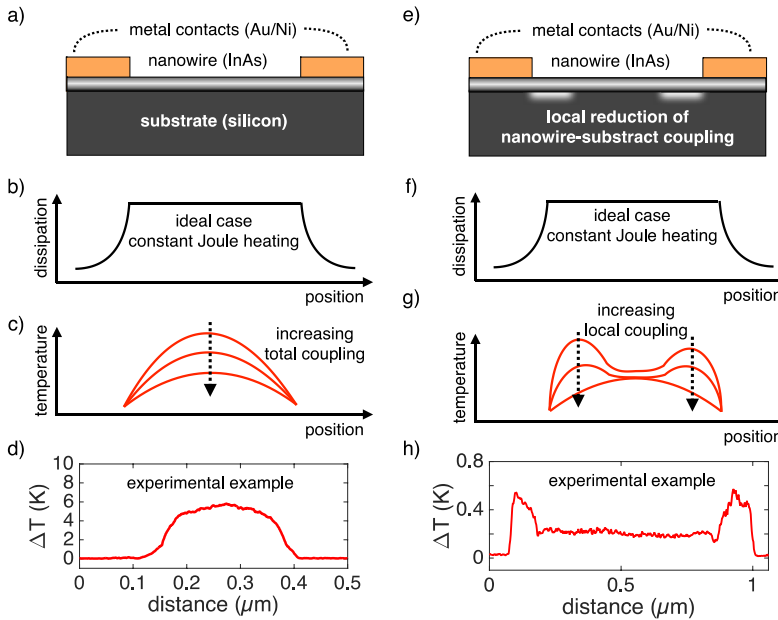 a)
metal contacts (Au/Ni)
nanowire (InAs)
substrate (silicon)
b)
dissipation
ideal case
constant Joule heating
position
c)
temperature
increasing
total coupling
position
d)
experimental example
ΔT (K)
10
8
6
4
2
0
0 0.1 0.2 0.3 0.4 0.5
distance (μm)
e)
metal contacts (Au/Ni)
nanowire (InAs)
local reduction of
nanowire-substract coupling
f)
dissipation
ideal case
constant Joule heating
position
g)
temperature
increasing
local coupling
position
h)
experimental example
ΔT (K)
0.8
0.4
0
0 0.5 1
distance (μm)